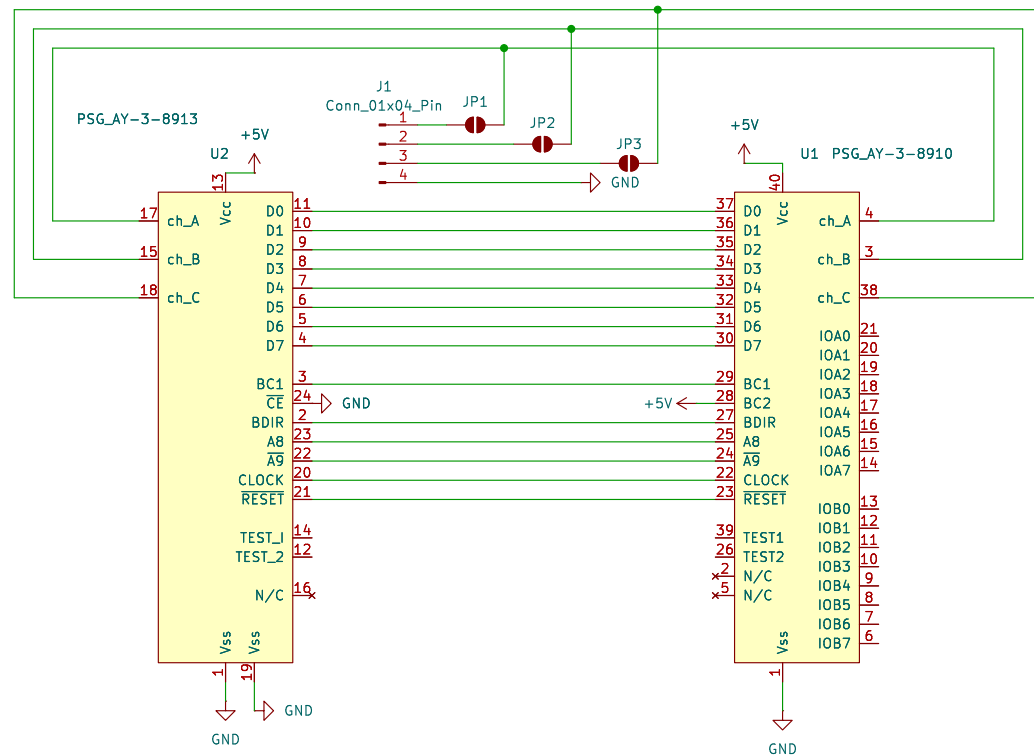 J1
Conn_01x04_Pin
1
2
3
4
JP1
JP2
JP3
GND
PSG_AY-3-8913
U2
+5V
13
Vcc
17 ch_A
15 ch_B
18 ch_C
D0 11
D1 10
D2 9
D3 8
D4 7
D5 6
D6 5
D7 4
BC1 3
CE 24 GND
BDIR 2
A8 23
A9 22
CLOCK 20
RESET 21
TEST_1 14
TEST_2 12
N/C 16
Vss Vss
1 19
GND
GND
+5V
U1 PSG_AY-3-8910
40
Vcc
37 D0
36 D1
35 D2
34 D3
33 D4
32 D5
31 D6
30 D7
29 BC1
+5V 28 BC2
27 BDIR
25 A8
24 A9
22 CLOCK
23 RESET
39 TEST1
26 TEST2
2 N/C
5 N/C
ch_A 4
ch_B 3
ch_C 38
IOA0 21
IOA1 20
IOA2 19
IOA3 18
IOA4 17
IOA5 16
IOA6 15
IOA7 14
IOB0 13
IOB1 12
IOB2 11
IOB3 10
IOB4 9
IOB5 8
IOB6 7
IOB7 6
Vss
1
GND